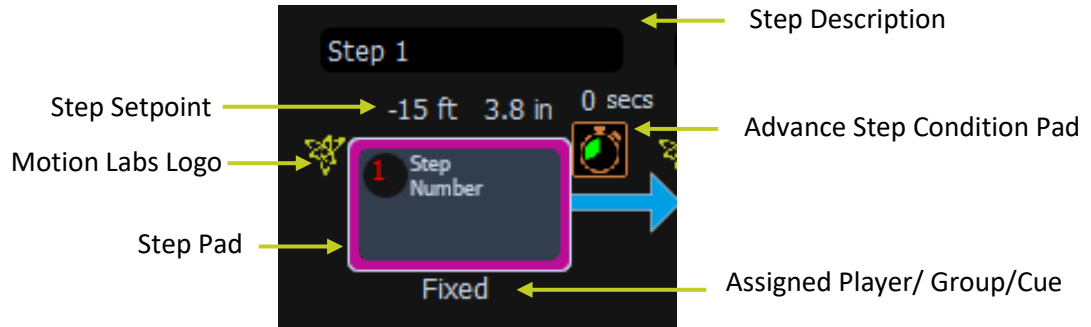 Step Description
Step 1
Step Setpoint
-15 ft 3.8 in
0 secs
Advance Step Condition Pad
Motion Labs Logo
1
Step
Number
Step Pad
Fixed
Assigned Player/ Group/Cue